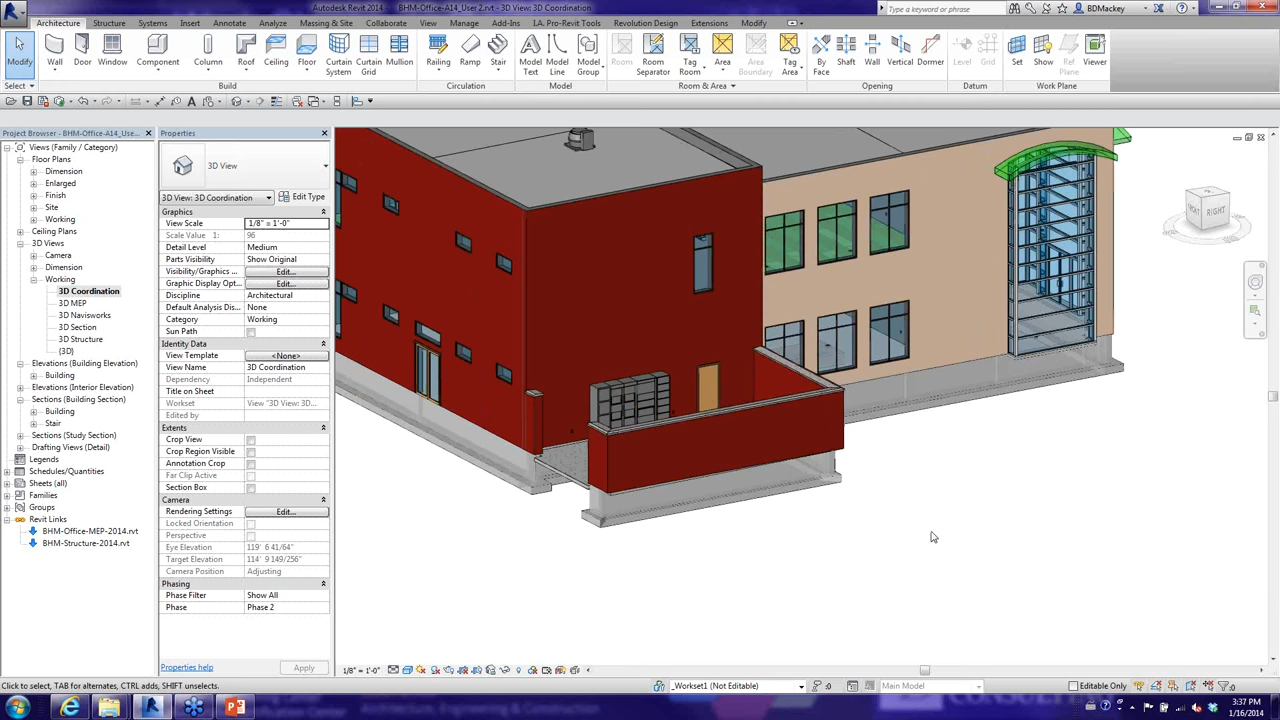 Autodesk Revit 2014 - BHM-Office-A14_User2.rvt - 3D View: 3D Coordination
Type a keyword or phrase
BDMackey
Architecture Structure Systems Insert Annotate Analyze Massing & Site Collaborate View Manage Add-Ins I.A. Pro-Revit Tools Revolution Design Extensions Modify
Modify Wall Door Window Component Column Roof Ceiling Floor Curtain System Curtain Grid Mullion Railing Ramp Stair Model Text Model Line Model Group Room Room Separator Tag Room Area Area Boundary Tag Area By Face Shaft Wall Vertical Dormer Level Grid Set Show Ref Plane Viewer
Select Build Circulation Model Room & Area Opening Datum Work Plane
Project Browser - BHM-Office-A14_Use...
Views (Family / Category)
Floor Plans
Dimension
Enlarged
Finish
Site
Working
Ceiling Plans
3D Views
Camera
Dimension
Working
3D Coordination
3D MEP
3D Navisworks
3D Section
3D Structure
{3D}
Elevations (Building Elevation)
Building
Elevations (Interior Elevation)
Sections (Building Section)
Building
Stair
Sections (Study Section)
Drafting Views (Detail)
Legends
Schedules/Quantities
Sheets (all)
Families
Groups
Revit Links
BHM-Office-MEP-2014.rvt
BHM-Structure-2014.rvt
Properties
3D View
3D View: 3D Coordination Edit Type
Graphics
View Scale 1/8" = 1'-0"
Scale Value 1: 96
Detail Level Medium
Parts Visibility Show Original
Visibility/Graphics ... Edit...
Graphic Display Opt... Edit...
Discipline Architectural
Default Analysis Dis... None
Category Working
Sun Path
Identity Data
View Template <None>
View Name 3D Coordination
Dependency Independent
Title on Sheet
Workset View "3D View: 3D...
Edited by
Extents
Crop View
Crop Region Visible
Annotation Crop
Far Clip Active
Section Box
Camera
Rendering Settings Edit...
Locked Orientation
Perspective
Eye Elevation 119' 6 41/64"
Target Elevation 114' 9 149/256"
Camera Position Adjusting
Phasing
Phase Filter Show All
Phase Phase 2
Properties help Apply
RIGHT
1/8" = 1'-0"
Click to select, TAB for alternates, CTRL adds, SHIFT unselects.
_Workset1 (Not Editable)
:0
Main Model
Editable Only
:0
3:37 PM
1/16/2014